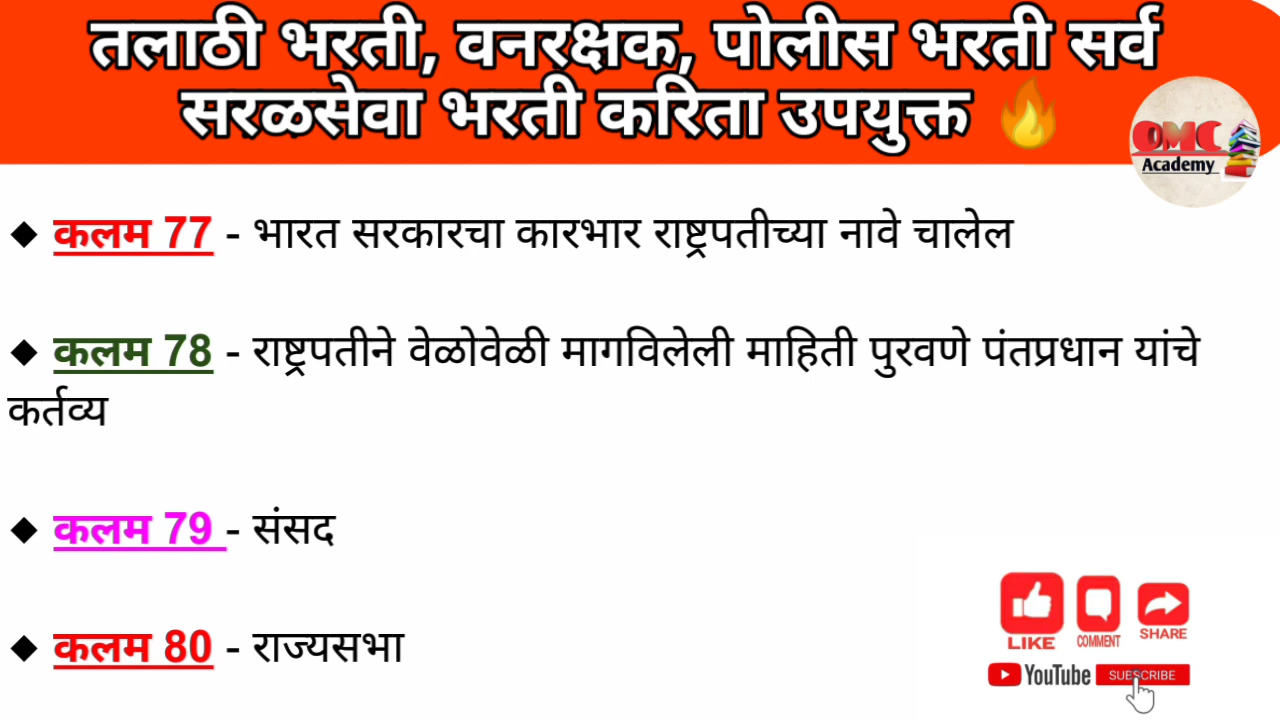 तलाठी भरती, वनरक्षक, पोलीस भरती सर्व
सरळसेवा भरती करिता उपयुक्त 🔥
OMC
Academy
◆ कलम 77 - भारत सरकारचा कारभार राष्ट्रपतीच्या नावे चालेल
◆ कलम 78 - राष्ट्रपतीने वेळोवेळी मागविलेली माहिती पुरवणे पंतप्रधान यांचे
कर्तव्य
◆ कलम 79 - संसद
◆ कलम 80 - राज्यसभा
LIKE COMMENT SHARE
YouTube SUBSCRIBE